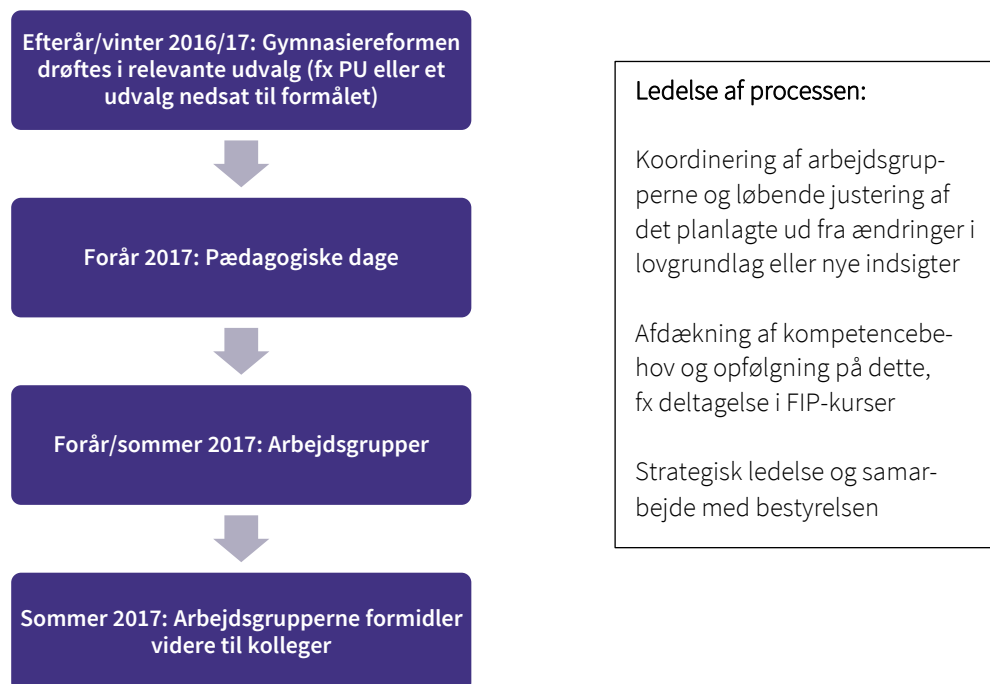 Efterår/vinter 2016/17: Gymnasiereformen
drøftes i relevante udvalg (fx PU eller et
udvalg nedsat til formålet)
Forår 2017: Pædagogiske dage
Forår/sommer 2017: Arbejdsgrupper
Sommer 2017: Arbejdsgrupperne formidler
videre til kolleger
Ledelse af processen:
Koordinering af arbejdsgrup-
perne og løbende justering af
det planlagte ud fra ændringer i
lovgrundlag eller nye indsigter
Afdækning af kompetencebe-
hov og opfølgning på dette,
fx deltagelse i FIP-kurser
Strategisk ledelse og samar-
bejde med bestyrelsen